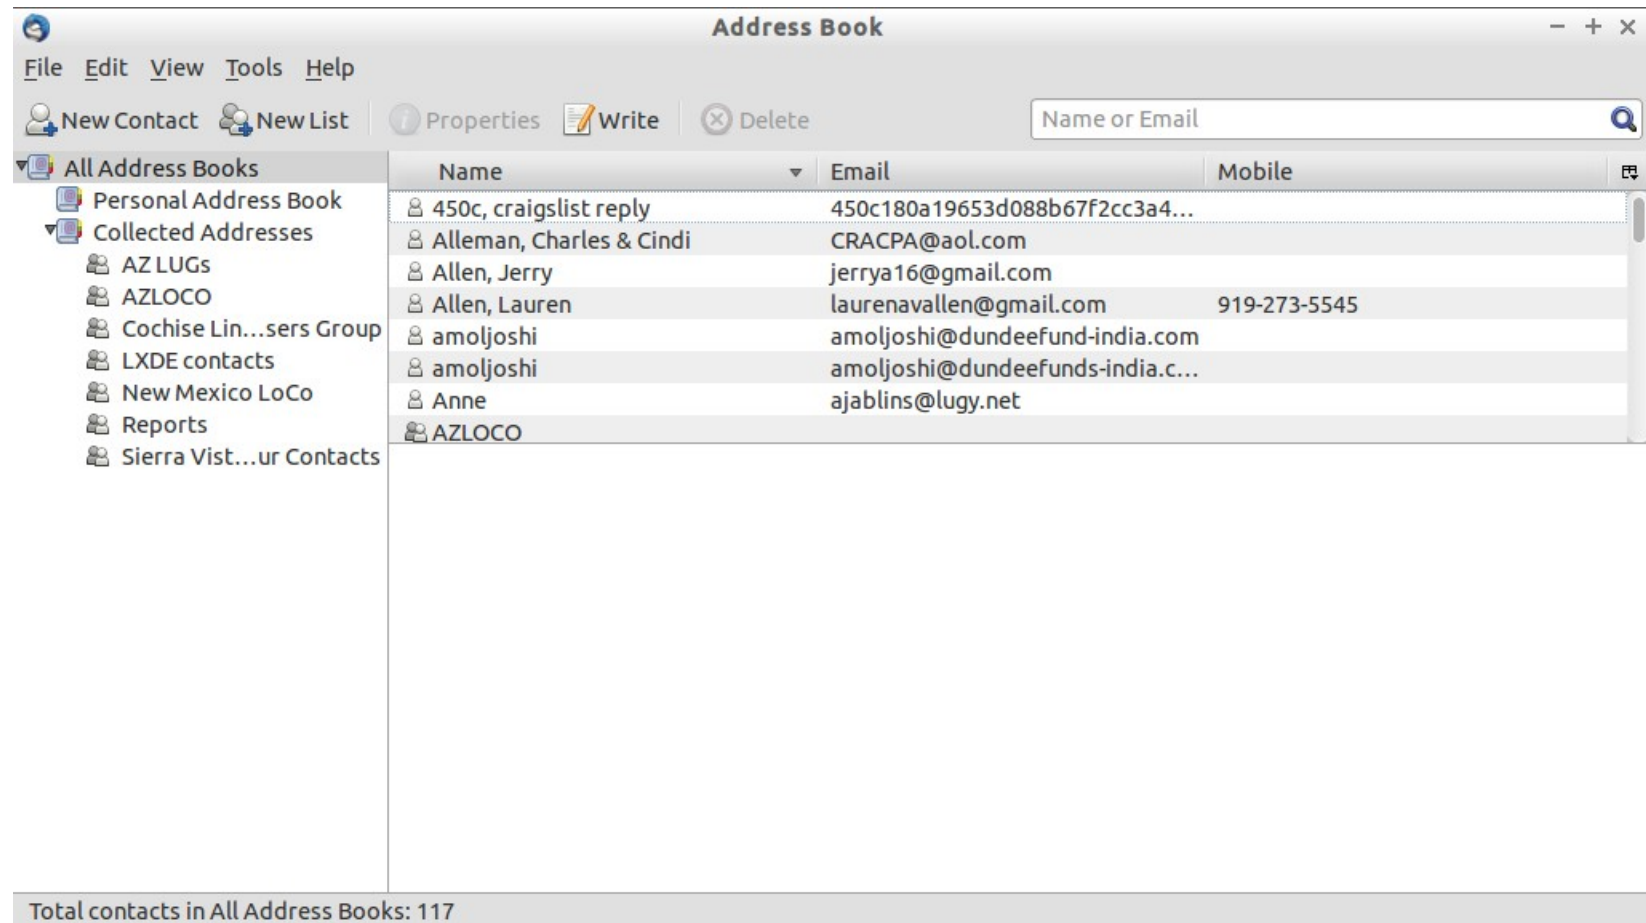 Address Book
File Edit View Tools Help
New Contact New List Properties Write Delete Name or Email
All Address Books
Personal Address Book
Collected Addresses
AZ LUGs
AZLOCO
Cochise Lin...sers Group
LXDE contacts
New Mexico LoCo
Reports
Sierra Vist...ur Contacts
Name Email Mobile
450c, craigslist reply 450c180a19653d088b67f2cc3a4...
Alleman, Charles & Cindi CRACPA@aol.com
Allen, Jerry jerrya16@gmail.com
Allen, Lauren laurenavallen@gmail.com 919-273-5545
amoljoshi amoljoshi@dundeefund-india.com
amoljoshi amoljoshi@dundeefunds-india.c...
Anne ajablins@lugy.net
AZLOCO
Total contacts in All Address Books: 117